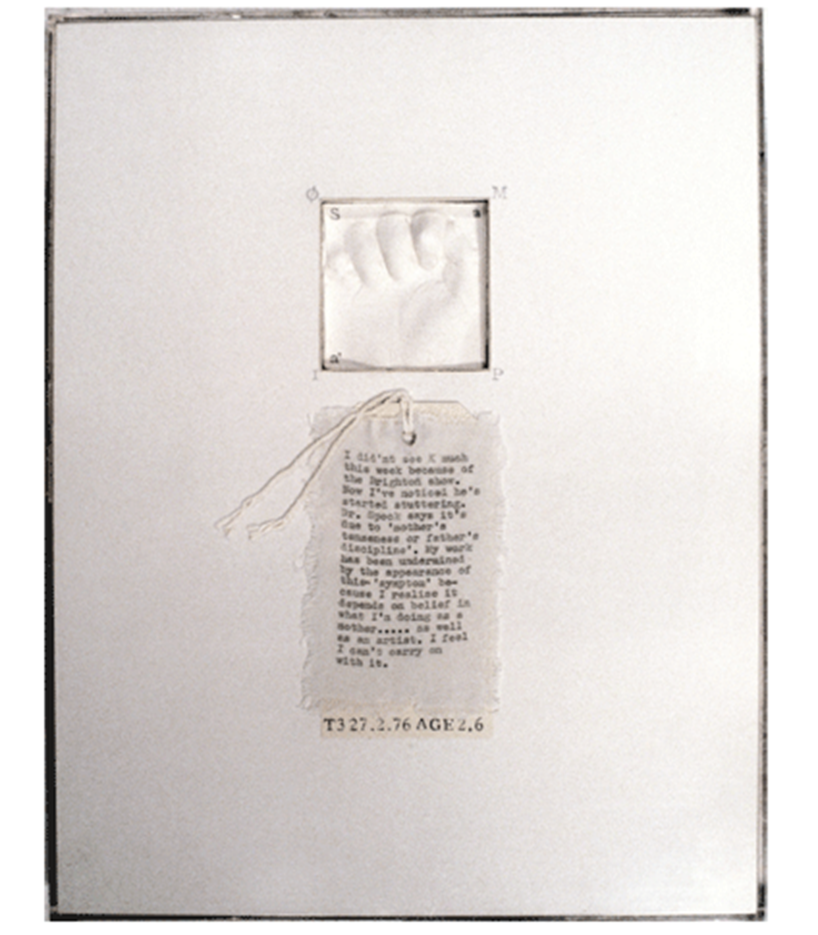 Ø M
S a
a'
I P
I did'nt see K much
this week because of
the Brighton show.
Now I've noticed he's
started stuttering.
Dr. Spock says it's
due to 'mother's
tenseness or father's
discipline'. My work
has been undermined
by the appearance of
this 'symptom' be-
cause I realise it
depends on belief in
what I'm doing as a
mother..... as well
as an artist. I feel
I can't carry on
with it.
T3 27.2.76 AGE 2.6